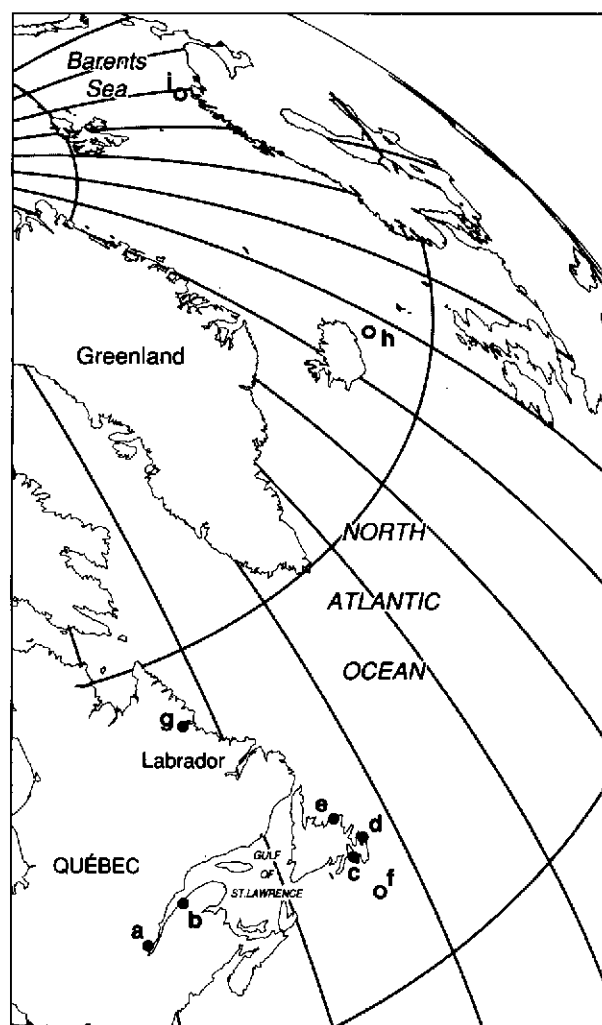 Barents
Sea
i
Greenland
h
NORTH
ATLANTIC
OCEAN
g
Labrador
e
d
c
QUÉBEC
GULF
OF
ST.LAWRENCE
f
b
a